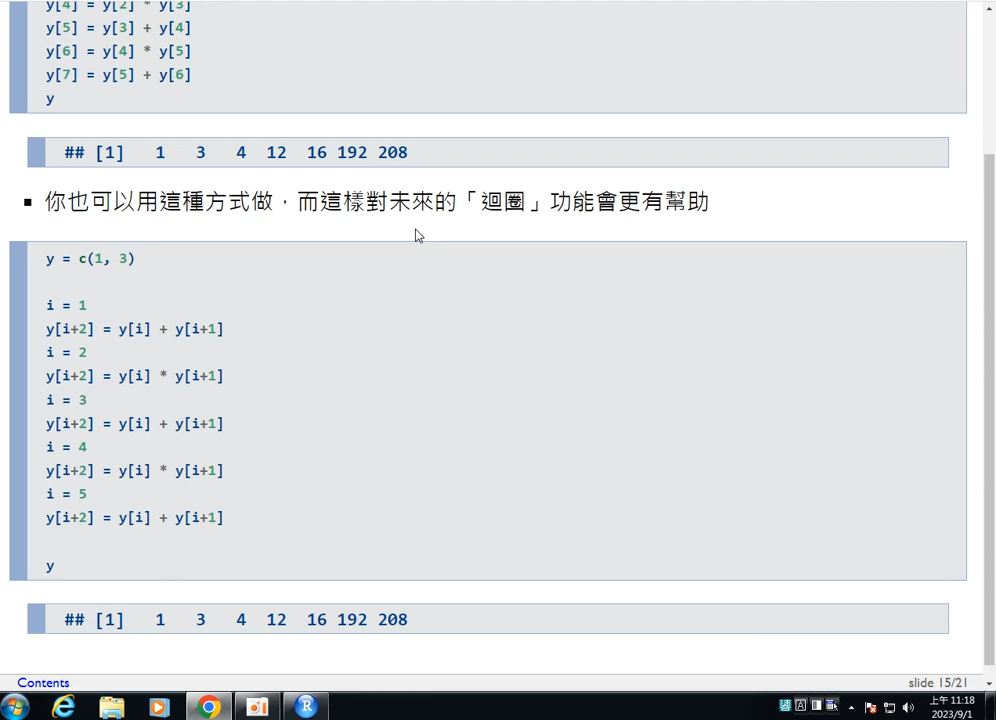 y[4] = y[2] * y[3]
y[5] = y[3] + y[4]
y[6] = y[4] * y[5]
y[7] = y[5] + y[6]
y
## [1]   1   3   4  12  16 192 208
你也可以用這種方式做，而這樣對未來的「迴圈」功能會更有幫助
y = c(1, 3)
i = 1
y[i+2] = y[i] + y[i+1]
i = 2
y[i+2] = y[i] * y[i+1]
i = 3
y[i+2] = y[i] + y[i+1]
i = 4
y[i+2] = y[i] * y[i+1]
i = 5
y[i+2] = y[i] + y[i+1]
y
## [1]   1   3   4  12  16 192 208
Contents
slide 15/21
上午 11:18
2023/9/1